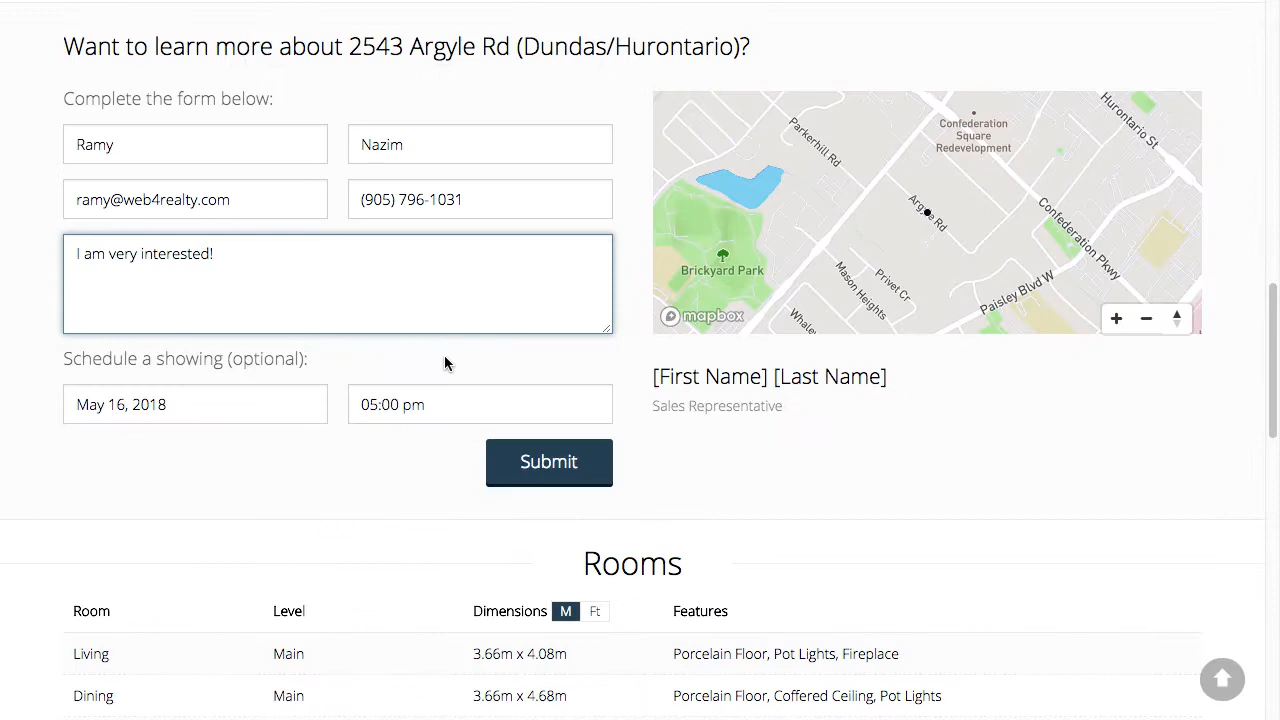 Want to learn more about 2543 Argyle Rd (Dundas/Hurontario)?
Complete the form below:
Ramy
Nazim
ramy@web4realty.com
(905) 796-1031
I am very interested!
Schedule a showing (optional):
May 16, 2018
05:00 pm
Submit
Hurontario St
Confederation
Square
Redevelopment
Parkerhill Rd
Argyle Rd
Confederation Pkwy
Brickyard Park
Mason Heights
Privet Cr
Paisley Blvd W
Whale
mapbox
[First Name] [Last Name]
Sales Representative
Rooms
Room Level Dimensions M Ft Features
Living Main 3.66m x 4.08m Porcelain Floor, Pot Lights, Fireplace
Dining Main 3.66m x 4.68m Porcelain Floor, Coffered Ceiling, Pot Lights